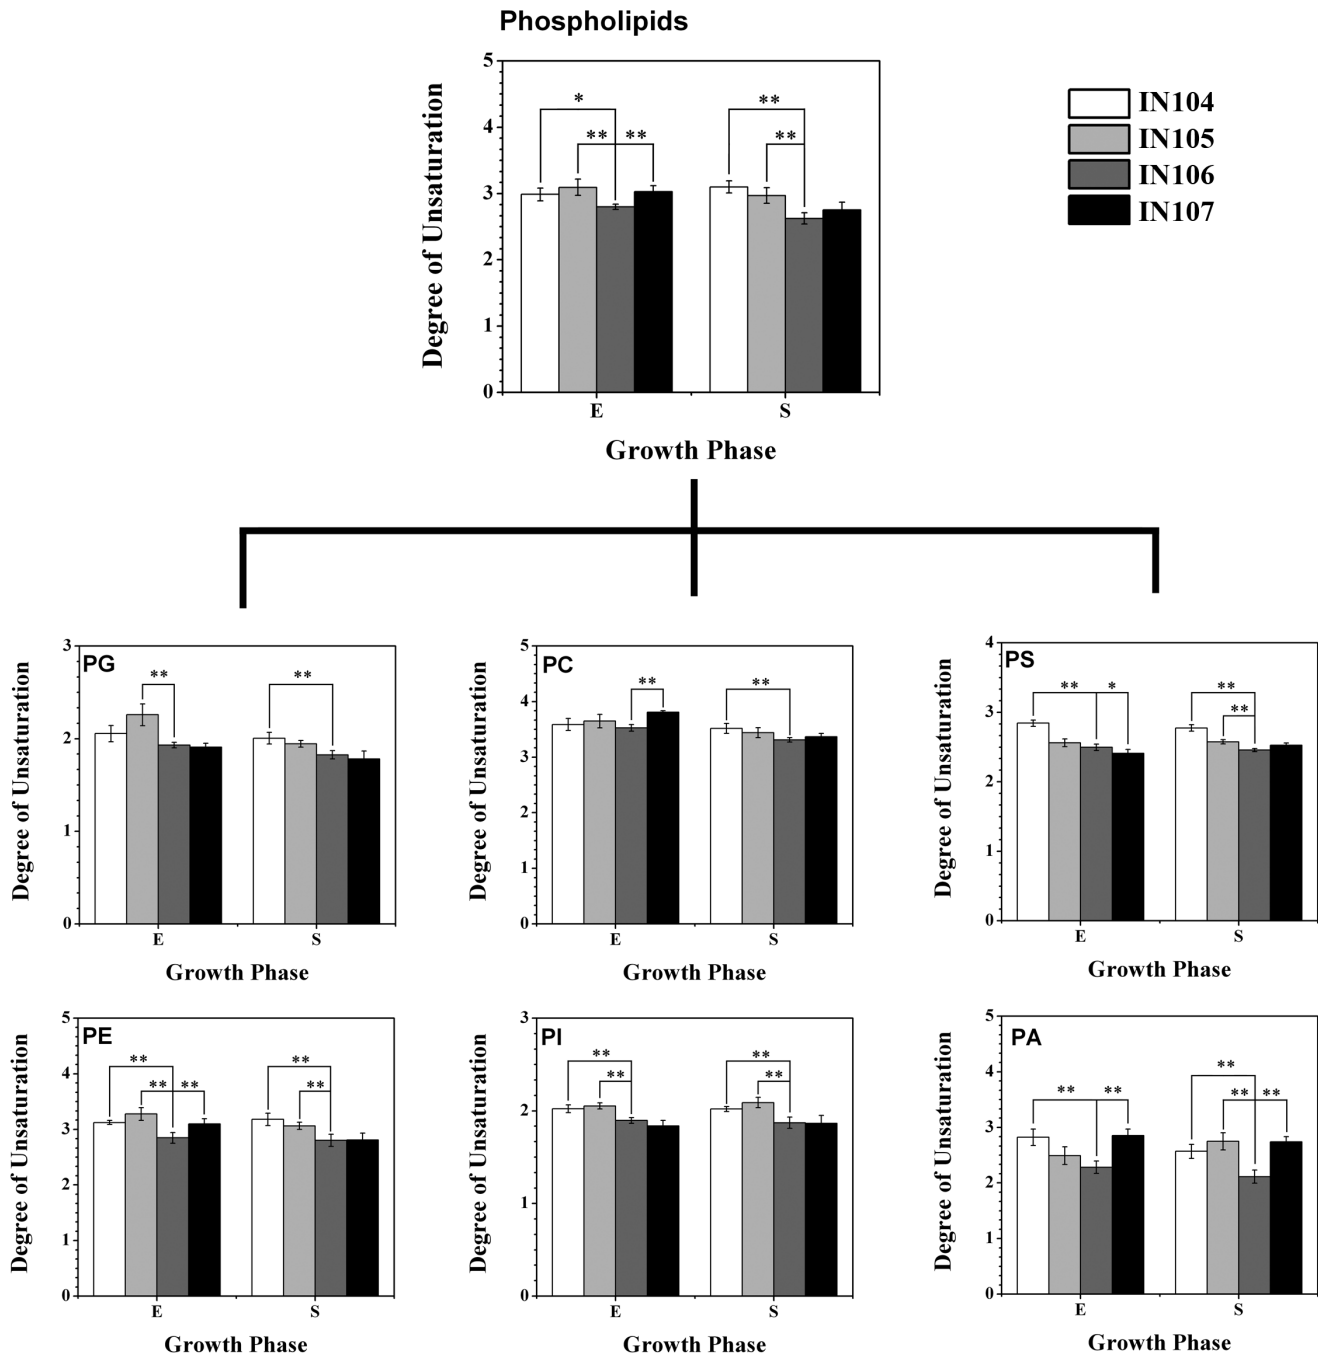 Phospholipids
5
4
3
2
1
0
Degree of Unsaturation
* ** ** ** **
E S
Growth Phase
IN104
IN105
IN106
IN107
PG
3
2
1
0
Degree of Unsaturation
** **
E S
Growth Phase
PC
5
4
3
2
1
0
Degree of Unsaturation
** **
E S
Growth Phase
PS
4
3
2
1
0
Degree of Unsaturation
** * ** **
E S
Growth Phase
PE
5
4
3
2
1
0
Degree of Unsaturation
** ** ** ** **
E S
Growth Phase
PI
3
2
1
0
Degree of Unsaturation
** ** ** **
E S
Growth Phase
PA
5
4
3
2
1
0
Degree of Unsaturation
** ** ** ** **
E S
Growth Phase